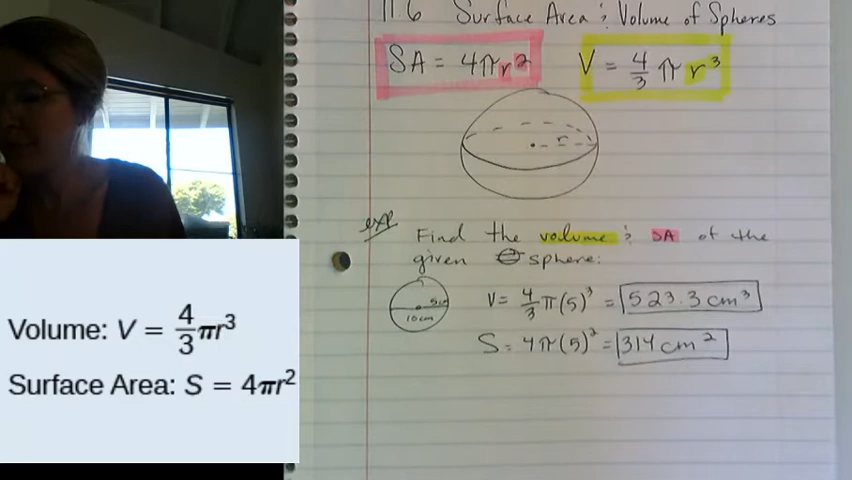 11.6 Surface Area & Volume of Spheres
SA = 4πr² V = 4/3 πr³
r
exp Find the volume & SA of the
given sphere:
5cm
10cm
V = 4/3 π(5)³ = 523.3 cm³
S = 4π(5)² = 314 cm²
Volume: V = 4/3 πr³
Surface Area: S = 4πr²